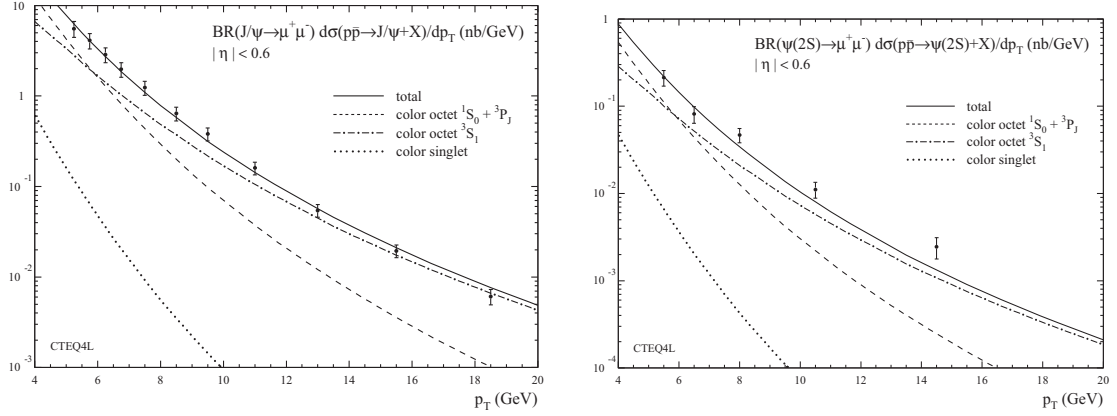 BR(J/ψ→μ⁺μ⁻) dσ(pp̄→J/ψ+X)/dp_T (nb/GeV)
| η | < 0.6
total
color octet ¹S₀ + ³P_J
color octet ³S₁
color singlet
10
1
10⁻¹
10⁻²
10⁻³
CTEQ4L
4 6 8 10 12 14 16 18 20
p_T (GeV)
BR(ψ(2S)→μ⁺μ⁻) dσ(pp̄→ψ(2S)+X)/dp_T (nb/GeV)
| η | < 0.6
total
color octet ¹S₀ + ³P_J
color octet ³S₁
color singlet
1
10⁻¹
10⁻²
10⁻³
10⁻⁴
CTEQ4L
4 6 8 10 12 14 16 18 20
p_T (GeV)